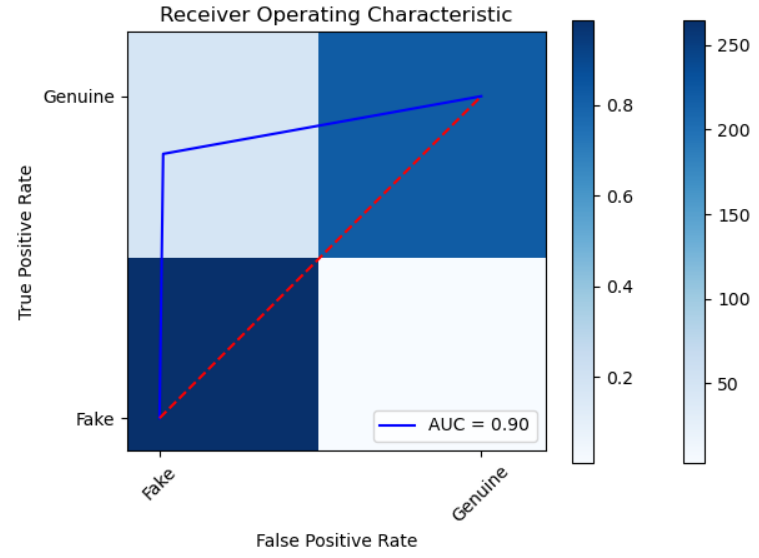 Receiver Operating Characteristic
Genuine
Fake
True Positive Rate
AUC = 0.90
Fake
Genuine
False Positive Rate
0.8
0.6
0.4
0.2
250
200
150
100
50